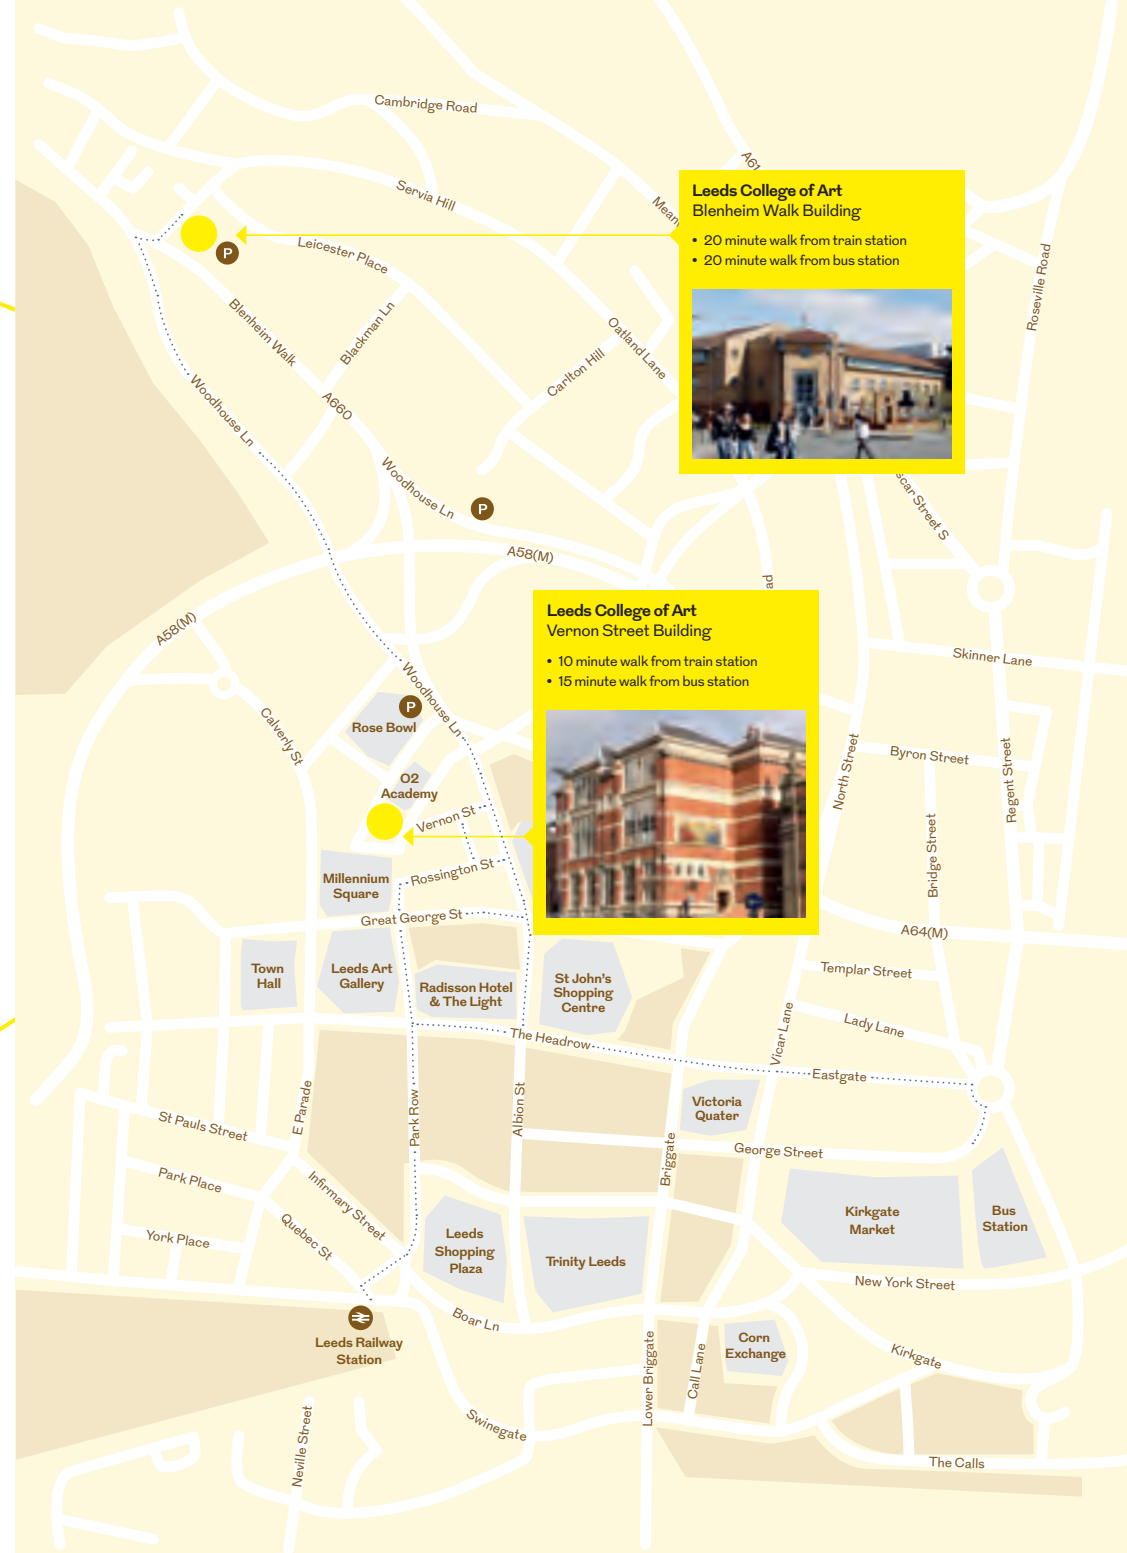 Cambridge Road
A61
Servia Hill
Leeds College of Art
Blenheim Walk Building
• 20 minute walk from train station
• 20 minute walk from bus station
P
Leicester Place
Roseville Road
Blenheim Walk
Blackman Ln
Oatland Lane
Carlton Hill
Woodhouse Ln
A660
Woodhouse Ln
P
A58(M)
A58(M)
Leeds College of Art
Vernon Street Building
• 10 minute walk from train station
• 15 minute walk from bus station
Skinner Lane
Woodhouse Ln
P
Rose Bowl
Calverly St
O2
Academy
Vernon St
North Street
Byron Street
Regent Street
Bridge Street
Rossington St
Millennium
Square
Great George St
A64(M)
Town
Hall
Leeds Art
Gallery
Radisson Hotel
& The Light
St John's
Shopping
Centre
Templar Street
Lady Lane
Vicar Lane
The Headrow
Eastgate
E Parade
Park Row
Albion St
Victoria
Quater
St Pauls Street
George Street
Briggate
Park Place
Infirmary Street
Quebec St
York Place
Leeds
Shopping
Plaza
Trinity Leeds
Kirkgate
Market
Bus
Station
New York Street
Boar Ln
Leeds Railway
Station
Corn
Exchange
Kirkgate
Lower Briggate
Call Lane
Swinegate
Neville Street
The Calls